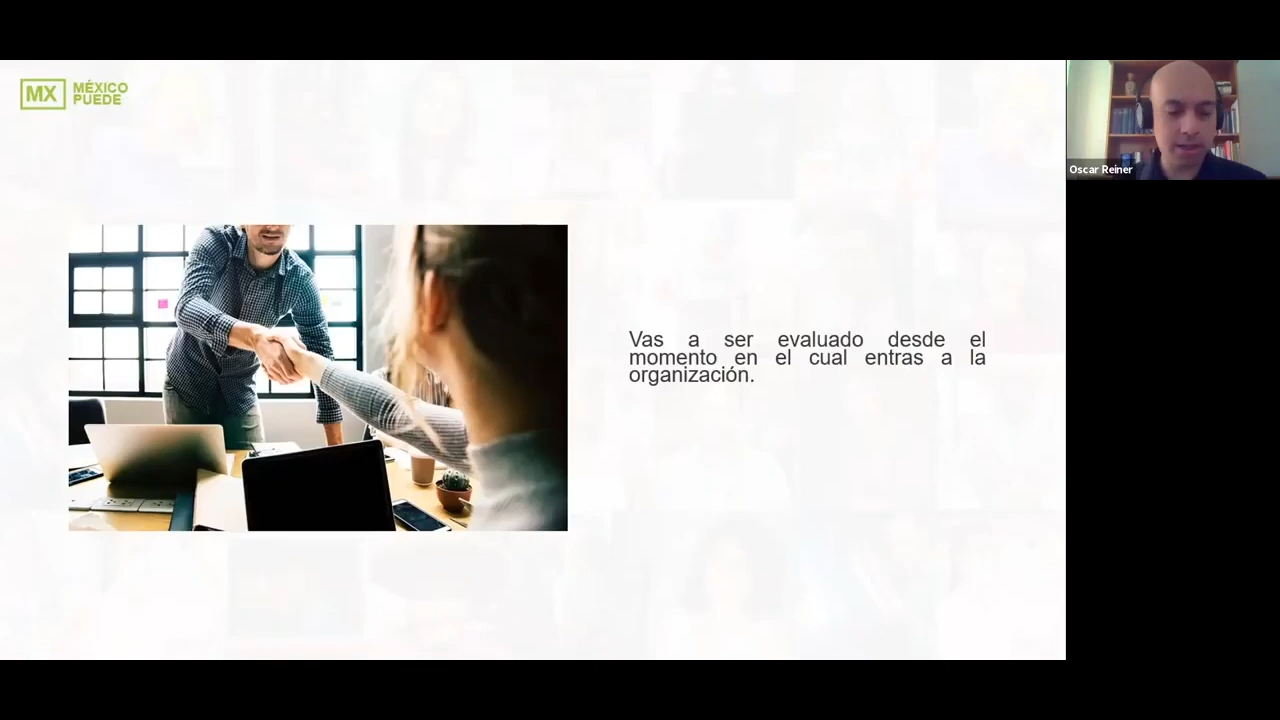 MX MÉXICO
PUEDE
Oscar Reiner
Vas a ser evaluado desde el
momento en el cual entras a la
organización.